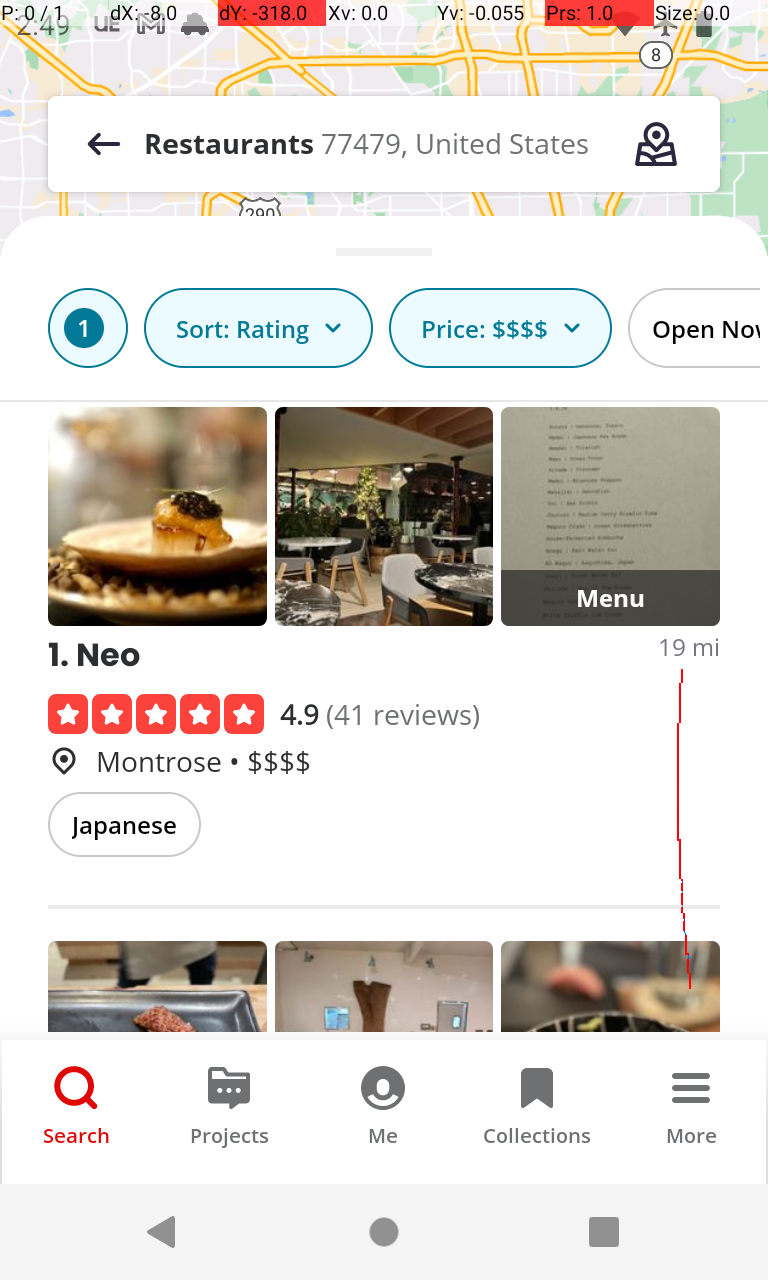 P: 0 / 1 dX: -8.0 dY: -318.0 Xv: 0.0 Yv: -0.055 Prs: 1.0 Size: 0.0
2:49 UE M
8
Restaurants 77479, United States
290
1 Sort: Rating Price: $$$$ Open Nov
Menu
1. Neo 19 mi
4.9 (41 reviews)
Montrose • $$$$
Japanese
Search Projects Me Collections More